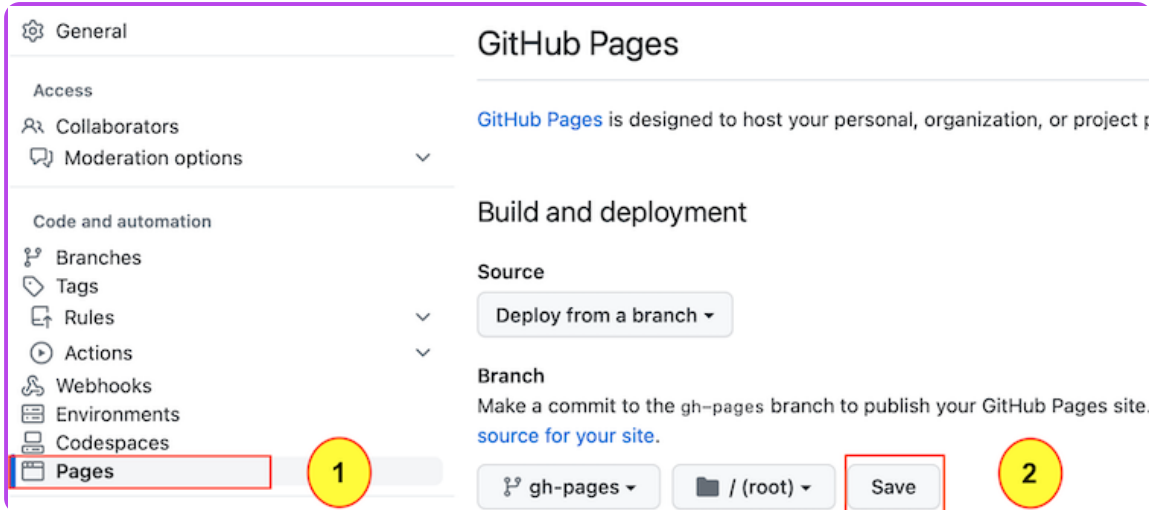 General
Access
Collaborators
Moderation options
Code and automation
Branches
Tags
Rules
Actions
Webhooks
Environments
Codespaces
Pages
1
GitHub Pages
GitHub Pages is designed to host your personal, organization, or project
Build and deployment
Source
Deploy from a branch
Branch
Make a commit to the gh-pages branch to publish your GitHub Pages site.
source for your site.
gh-pages
/ (root)
Save
2